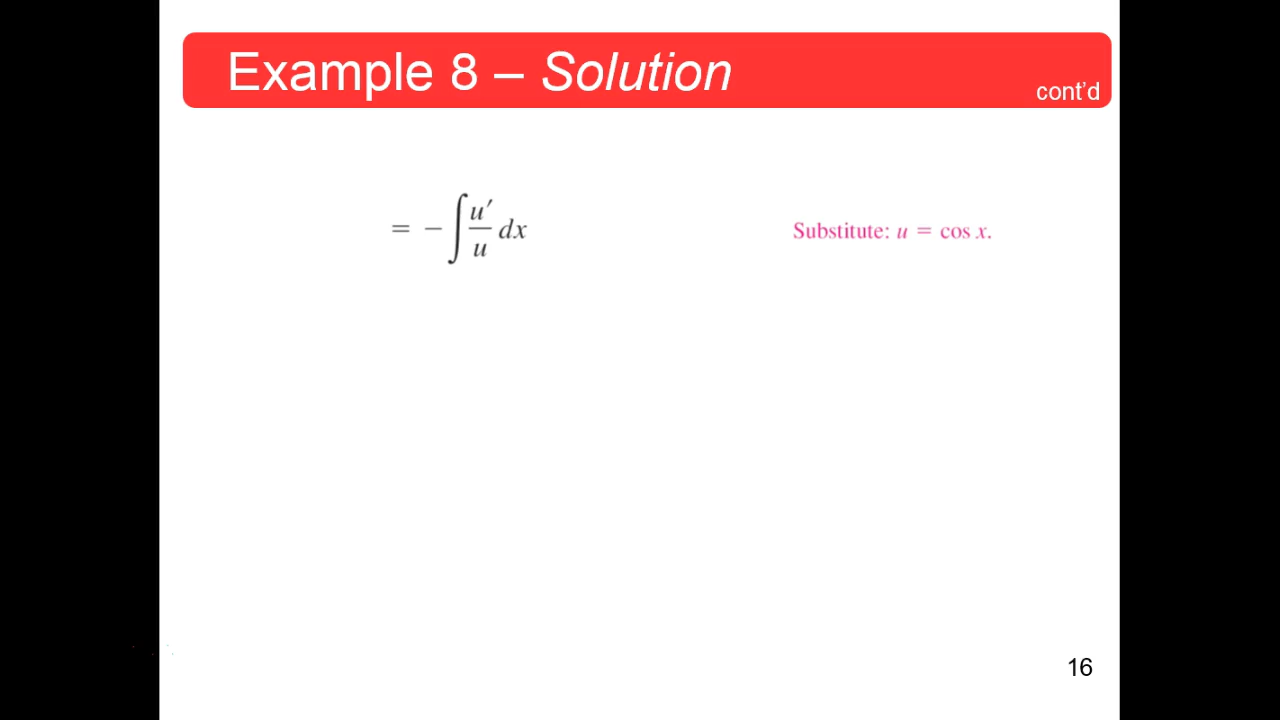 Example 8 – Solution
cont'd
= − ∫ u′/u dx
Substitute: u = cos x.
16